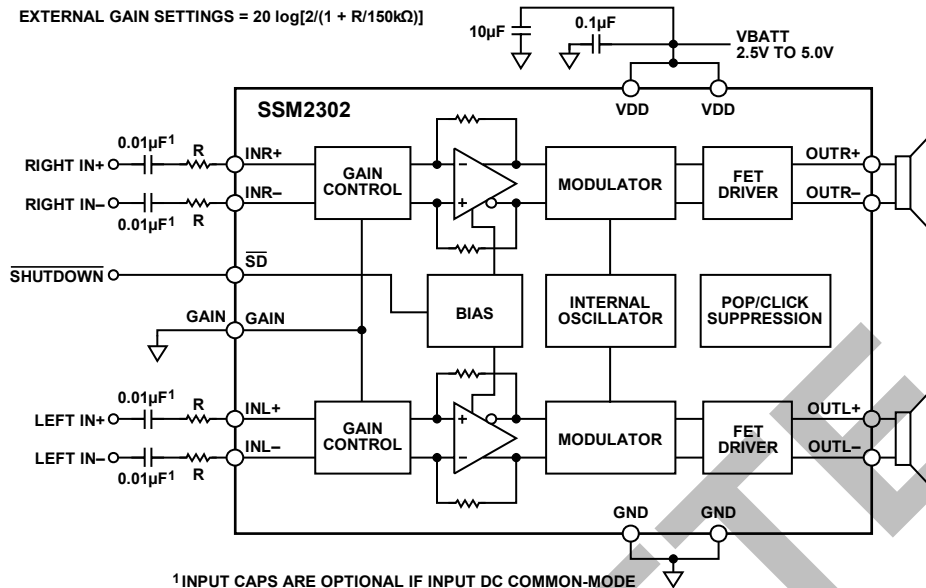 EXTERNAL GAIN SETTINGS = 20 log[2/(1 + R/150kΩ)]
10µF
0.1µF
VBATT
2.5V TO 5.0V
VDD
VDD
SSM2302
0.01µF1
R
RIGHT IN+
INR+
GAIN
CONTROL
MODULATOR
FET
DRIVER
OUTR+
RIGHT IN–
INR–
OUTR–
0.01µF1
R
SHUTDOWN
SD
BIAS
INTERNAL
OSCILLATOR
POP/CLICK
SUPPRESSION
GAIN
GAIN
0.01µF1
R
LEFT IN+
INL+
GAIN
CONTROL
MODULATOR
FET
DRIVER
OUTL+
LEFT IN–
INL–
OUTL–
0.01µF1
R
GND
GND
1 INPUT CAPS ARE OPTIONAL IF INPUT DC COMMON-MODE